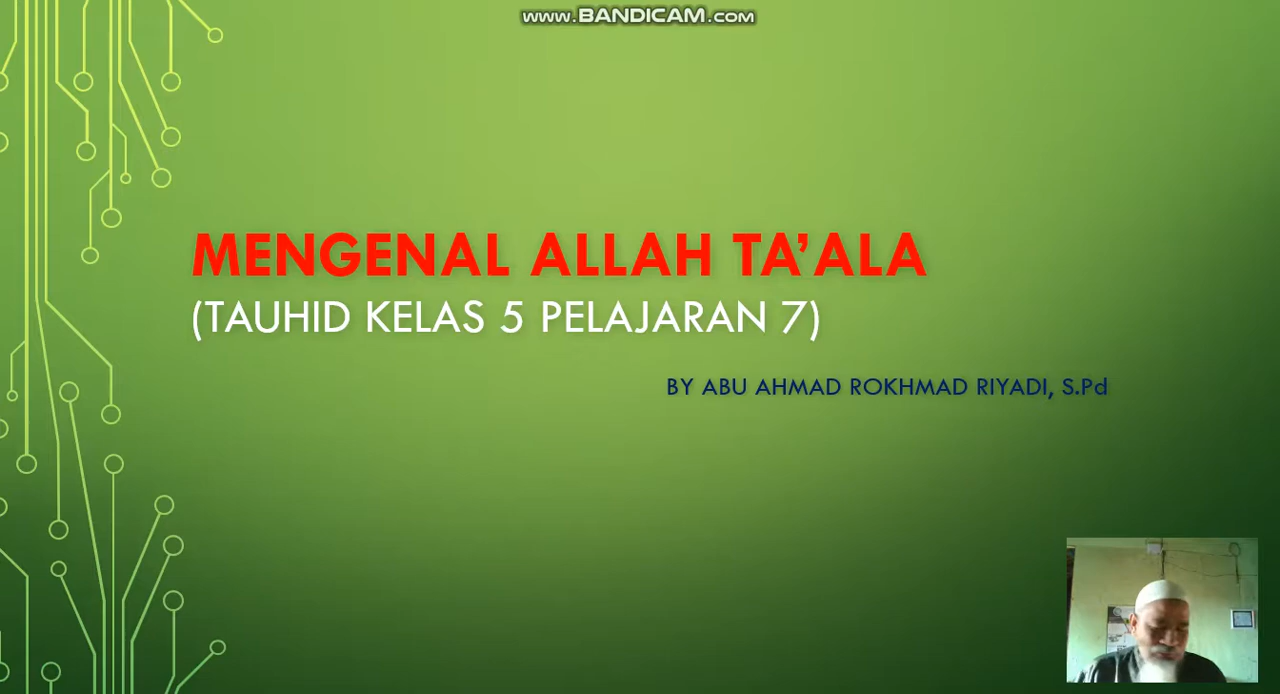 www.BANDICAM.com
MENGENAL ALLAH TA’ALA
(TAUHID KELAS 5 PELAJARAN 7)
BY ABU AHMAD ROKHMAD RIYADI, S.Pd